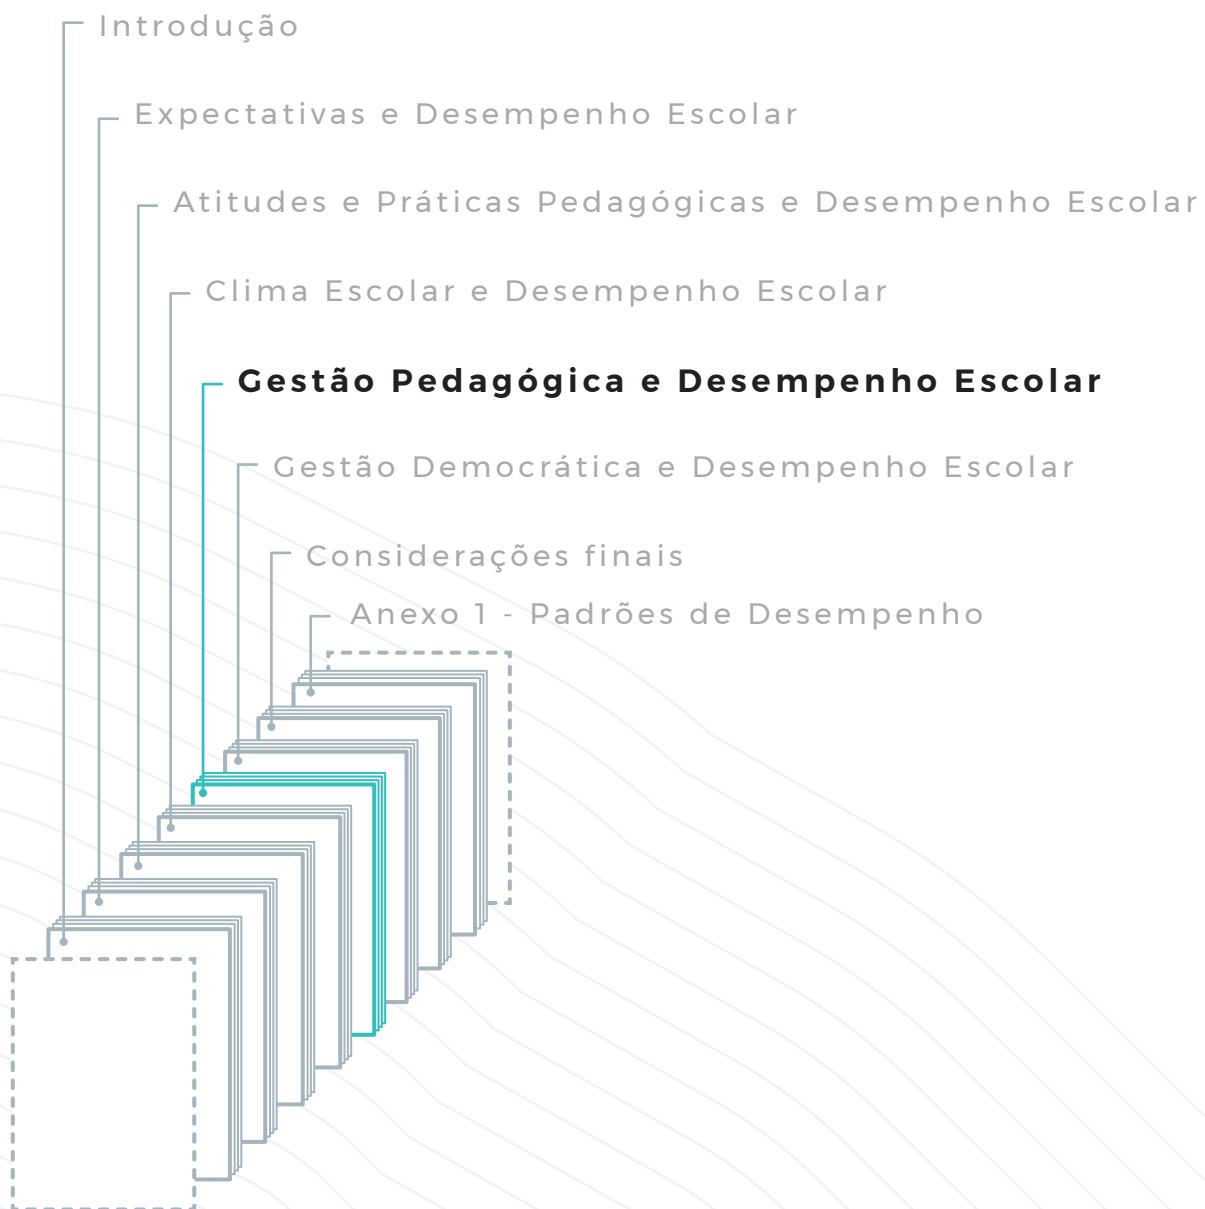 Introdução
Expectativas e Desempenho Escolar
Atitudes e Práticas Pedagógicas e Desempenho Escolar
Clima Escolar e Desempenho Escolar
Gestão Pedagógica e Desempenho Escolar
Gestão Democrática e Desempenho Escolar
Considerações finais
Anexo 1 - Padrões de Desempenho